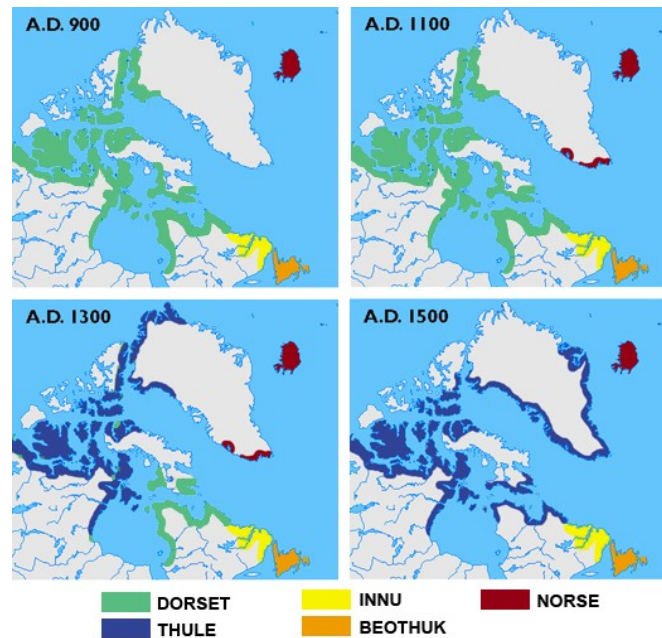 A.D. 900
A.D. 1100
A.D. 1300
A.D. 1500
DORSET
INNU
NORSE
THULE
BEOTHUK